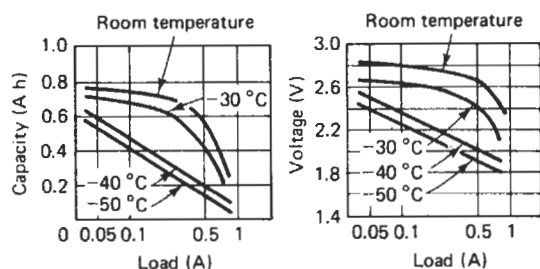 Room temperature
Capacity (A h)
1.0
0.8
0.6
0.4
0.2
0
−30 °C
−40 °C
−50 °C
0.05 0.1 0.5 1
Load (A)
Room temperature
Voltage (V)
3.0
2.6
2.2
1.8
1.4
−30 °C
−40 °C
−50 °C
0.05 0.1 0.5 1
Load (A)